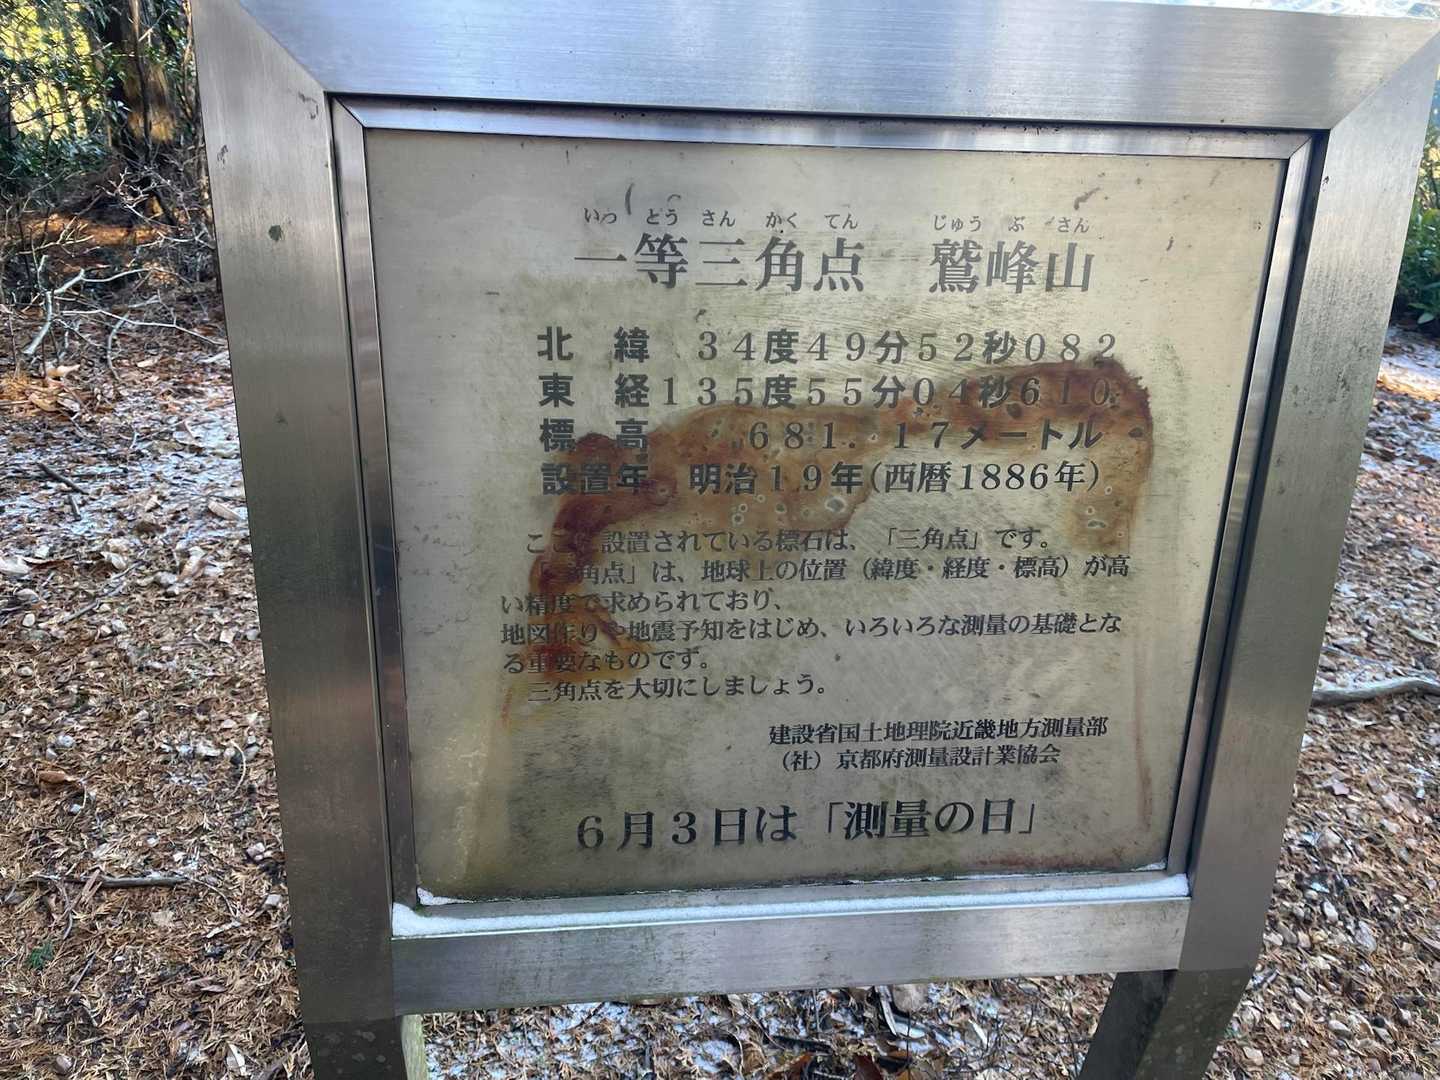 いっとうさんかくてん じゅうぶさん
一等三角点 鷲峰山
北 緯 34度49分52秒082
東 経135度55分04秒610
標 高 681.17メートル
設置年 明治19年(西暦1886年)
ここに設置されている標石は、「三角点」です。
「三角点」は、地球上の位置(緯度・経度・標高)が高
い精度で求められており、
地図作りや地震予知をはじめ、いろいろな測量の基礎とな
る重要なものです。
三角点を大切にしましょう。
建設省国土地理院近畿地方測量部
(社)京都府測量設計業協会
6月3日は「測量の日」